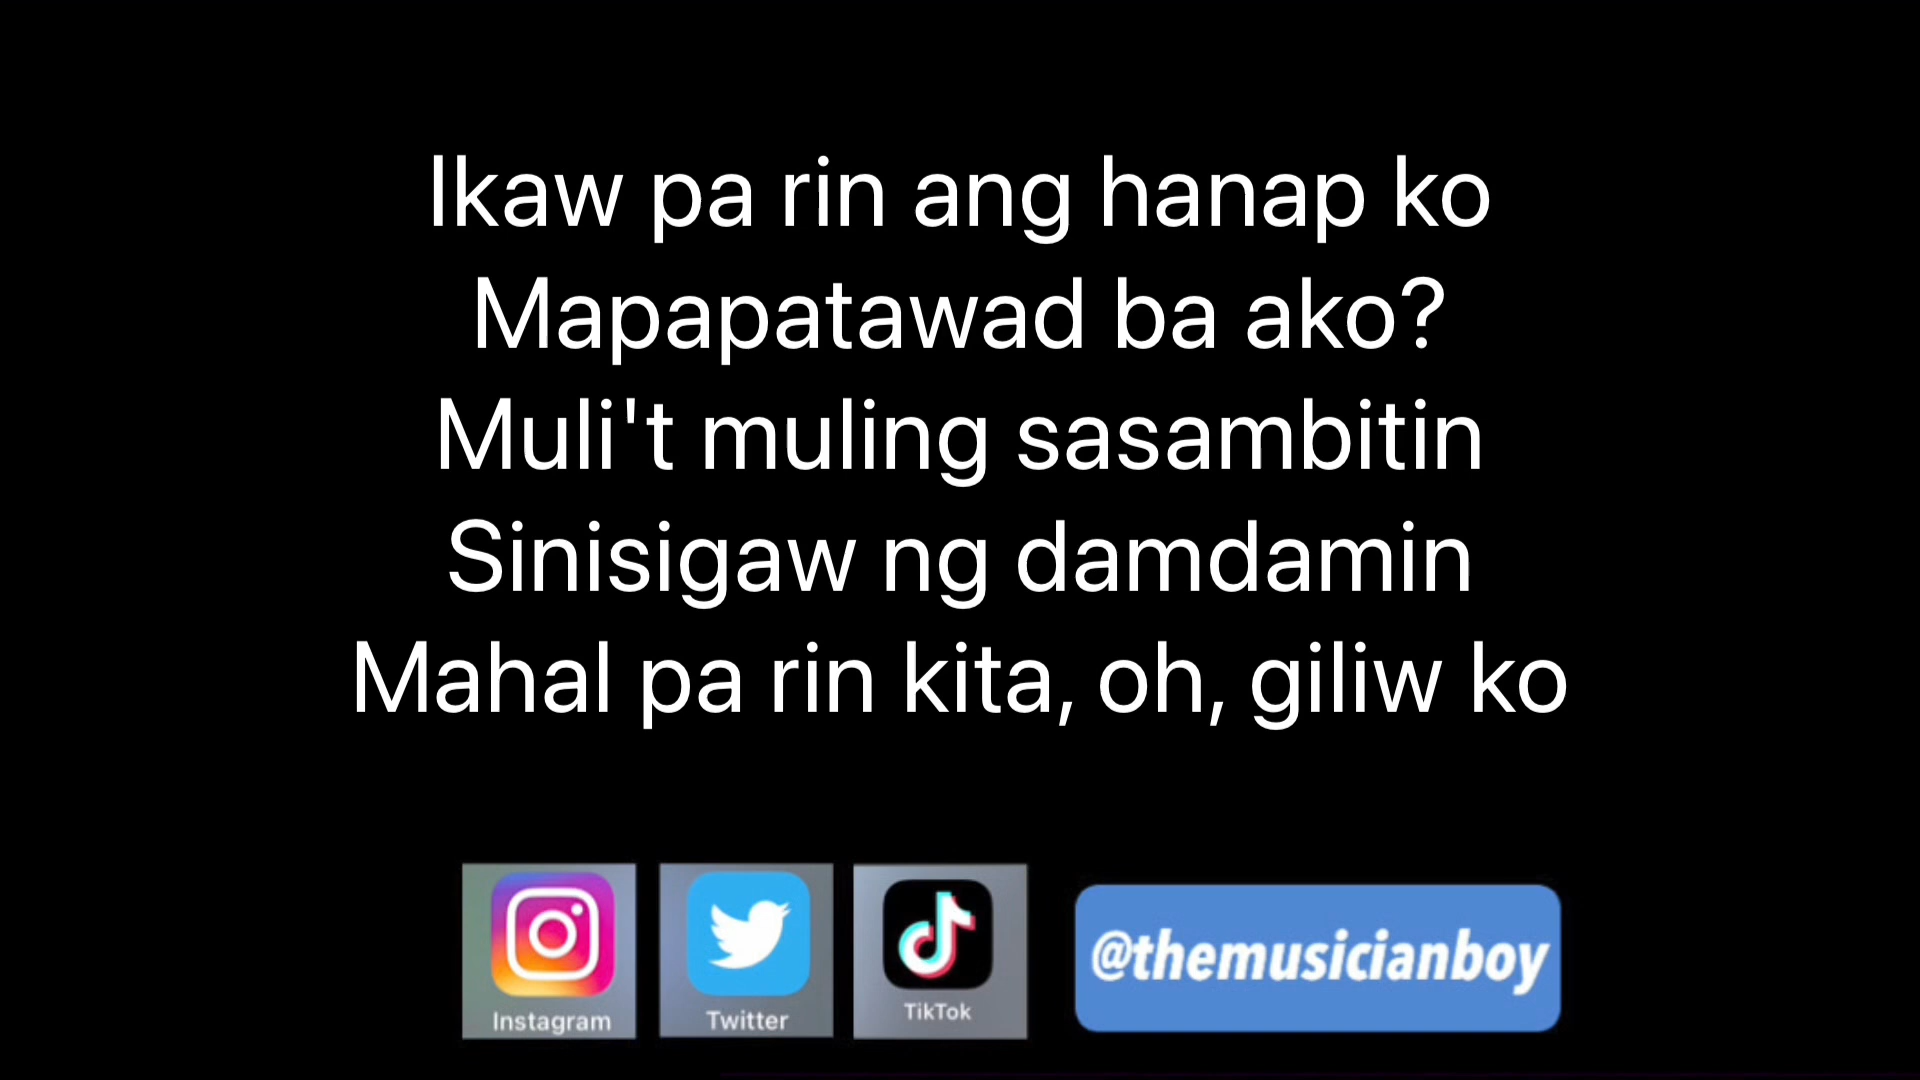 Ikaw pa rin ang hanap ko
Mapapatawad ba ako?
Muli't muling sasambitin
Sinisigaw ng damdamin
Mahal pa rin kita, oh, giliw ko
Instagram
Twitter
TikTok
@themusicianboy